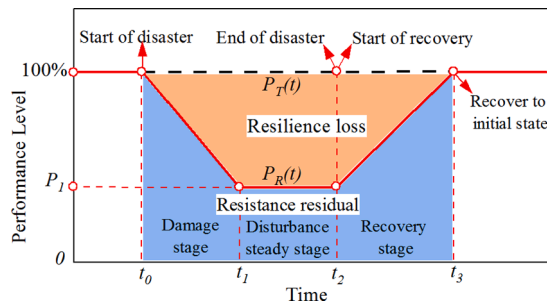 Start of disaster
End of disaster
Start of recovery
100%
P_T(t)
Resilience loss
Recover to
initial state
Performance Level
P_1
P_R(t)
Resistance residual
Damage
stage
Disturbance
steady stage
Recovery
stage
0
t_0
t_1
t_2
t_3
Time